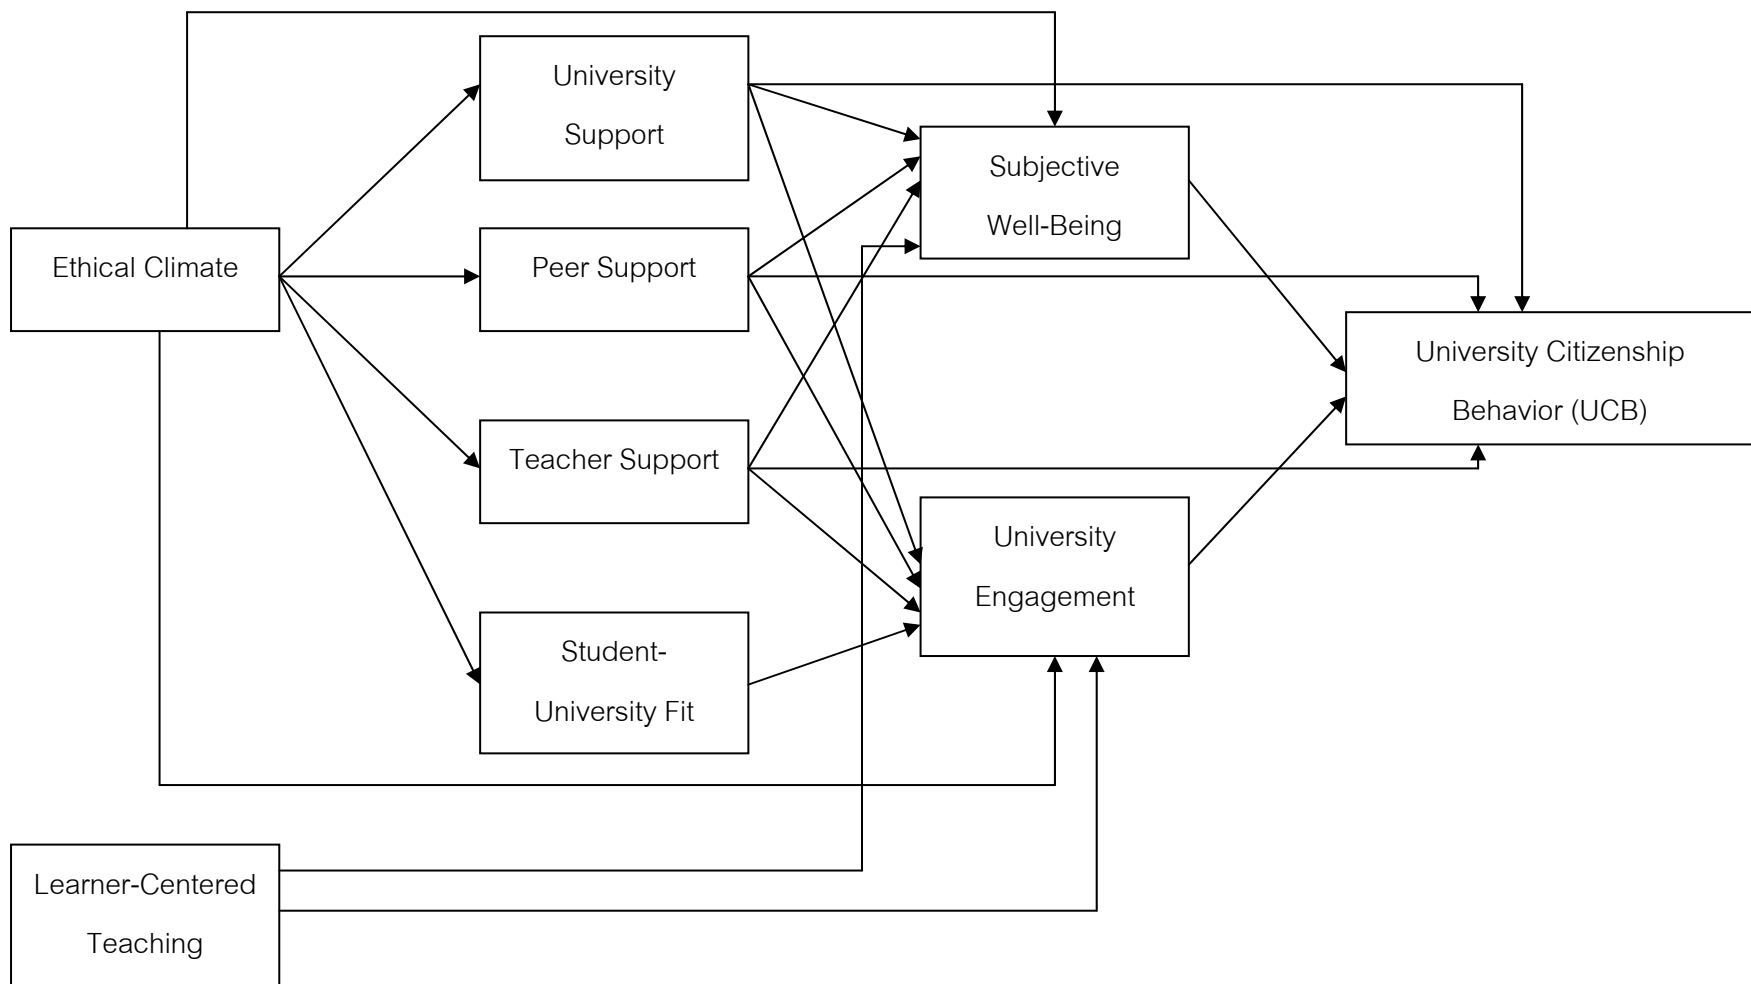 University
Support
Subjective
Well-Being
Ethical Climate
Peer Support
University Citizenship
Behavior (UCB)
Teacher Support
University
Engagement
Student-
University Fit
Learner-Centered
Teaching